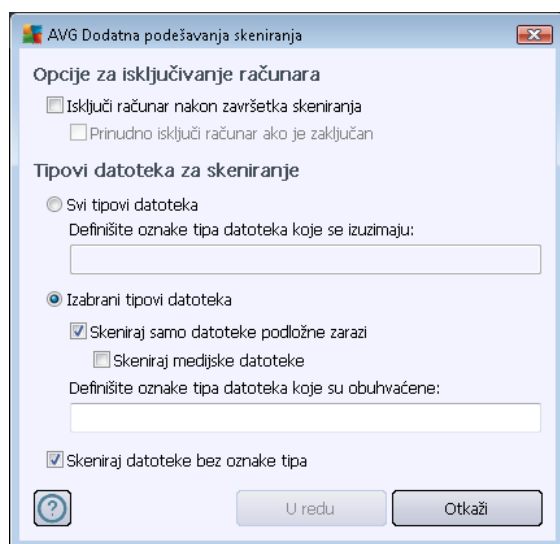 AVG Dodatna podešavanja skeniranja
Opcije za isključivanje računara
Isključi računar nakon završetka skeniranja
Prinudno isključi računar ako je zaključan
Tipovi datoteka za skeniranje
Svi tipovi datoteka
Definišite oznake tipa datoteka koje se izuzimaju:
Izabrani tipovi datoteka
Skeniraj samo datoteke podložne zarazi
Skeniraj medijske datoteke
Definišite oznake tipa datoteka koje su obuhvaćene:
Skeniraj datoteke bez oznake tipa
?
U redu
Otkaži